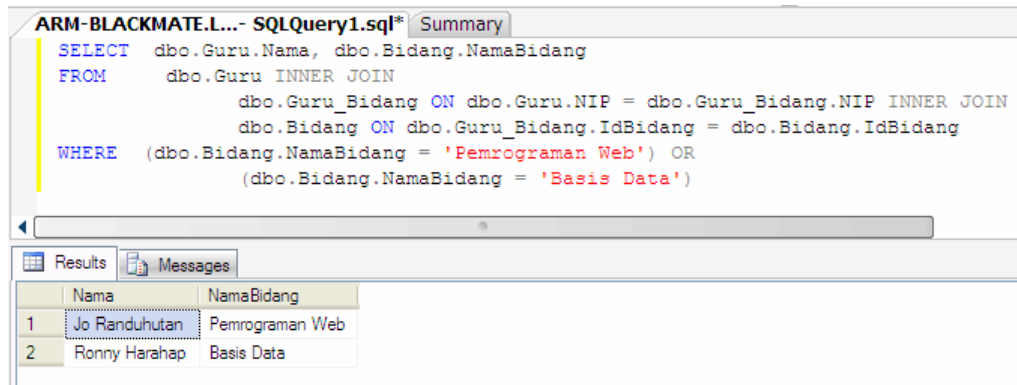 ARM-BLACKMATE.L...- SQLQuery1.sql* Summary
SELECT dbo.Guru.Nama, dbo.Bidang.NamaBidang
FROM dbo.Guru INNER JOIN
dbo.Guru_Bidang ON dbo.Guru.NIP = dbo.Guru_Bidang.NIP INNER JOIN
dbo.Bidang ON dbo.Guru_Bidang.IdBidang = dbo.Bidang.IdBidang
WHERE (dbo.Bidang.NamaBidang = 'Pemrograman Web') OR
(dbo.Bidang.NamaBidang = 'Basis Data')
Results Messages
Nama NamaBidang
1 Jo Randuhutan Pemrograman Web
2 Ronny Harahap Basis Data